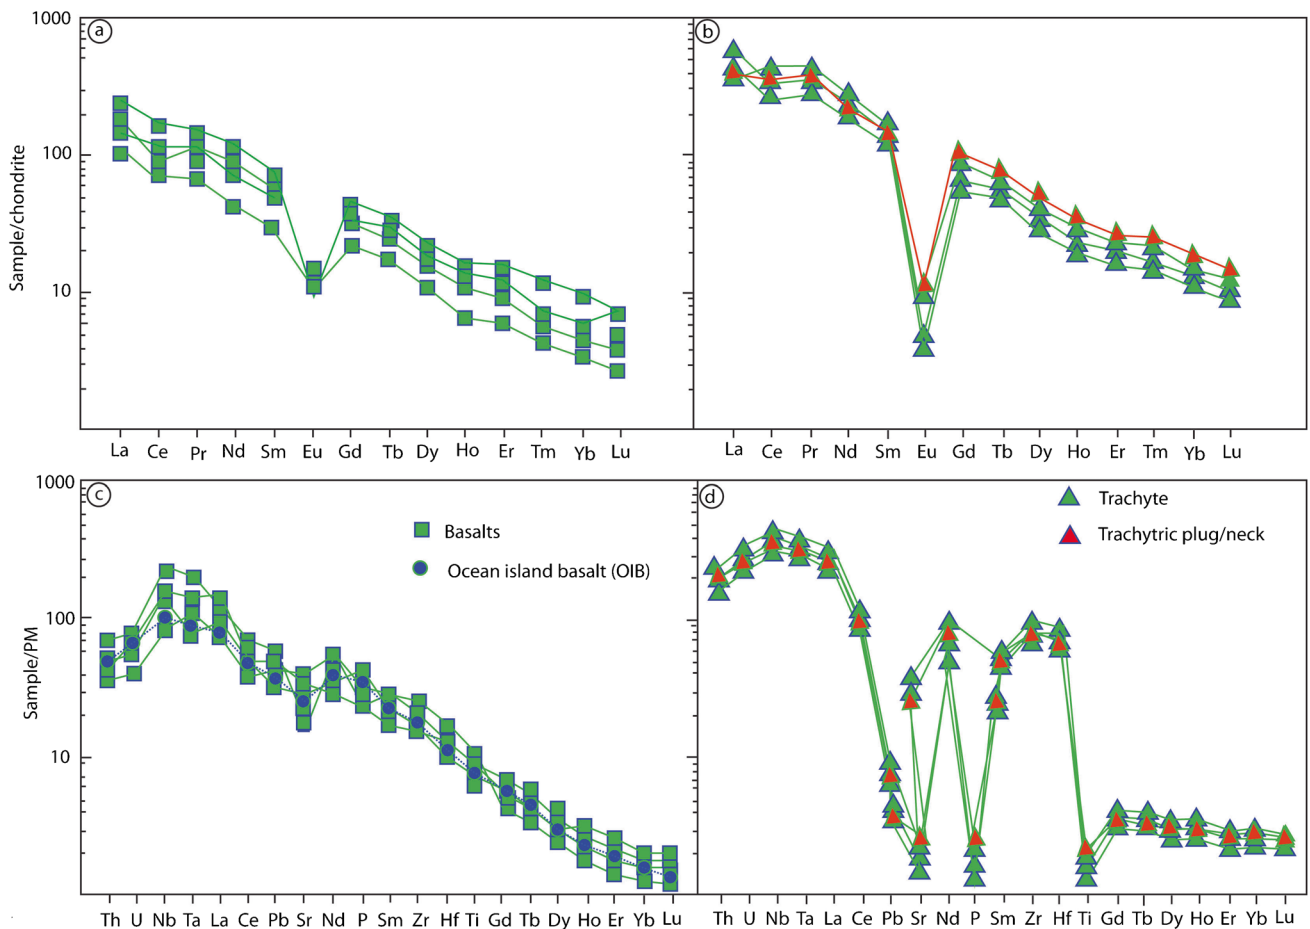 1000
a
b
100
10
Sample/chondrite
La Ce Pr Nd Sm Eu Gd Tb Dy Ho Er Tm Yb Lu
La Ce Pr Nd Sm Eu Gd Tb Dy Ho Er Tm Yb Lu
1000
c
d
100
10
Sample/PM
Basalts
Ocean island basalt (OIB)
Trachyte
Trachytric plug/neck
Th U Nb Ta La Ce Pb Sr Nd P Sm Zr Hf Ti Gd Tb Dy Ho Er Yb Lu
Th U Nb Ta La Ce Pb Sr Nd P Sm Zr Hf Ti Gd Tb Dy Ho Er Yb Lu